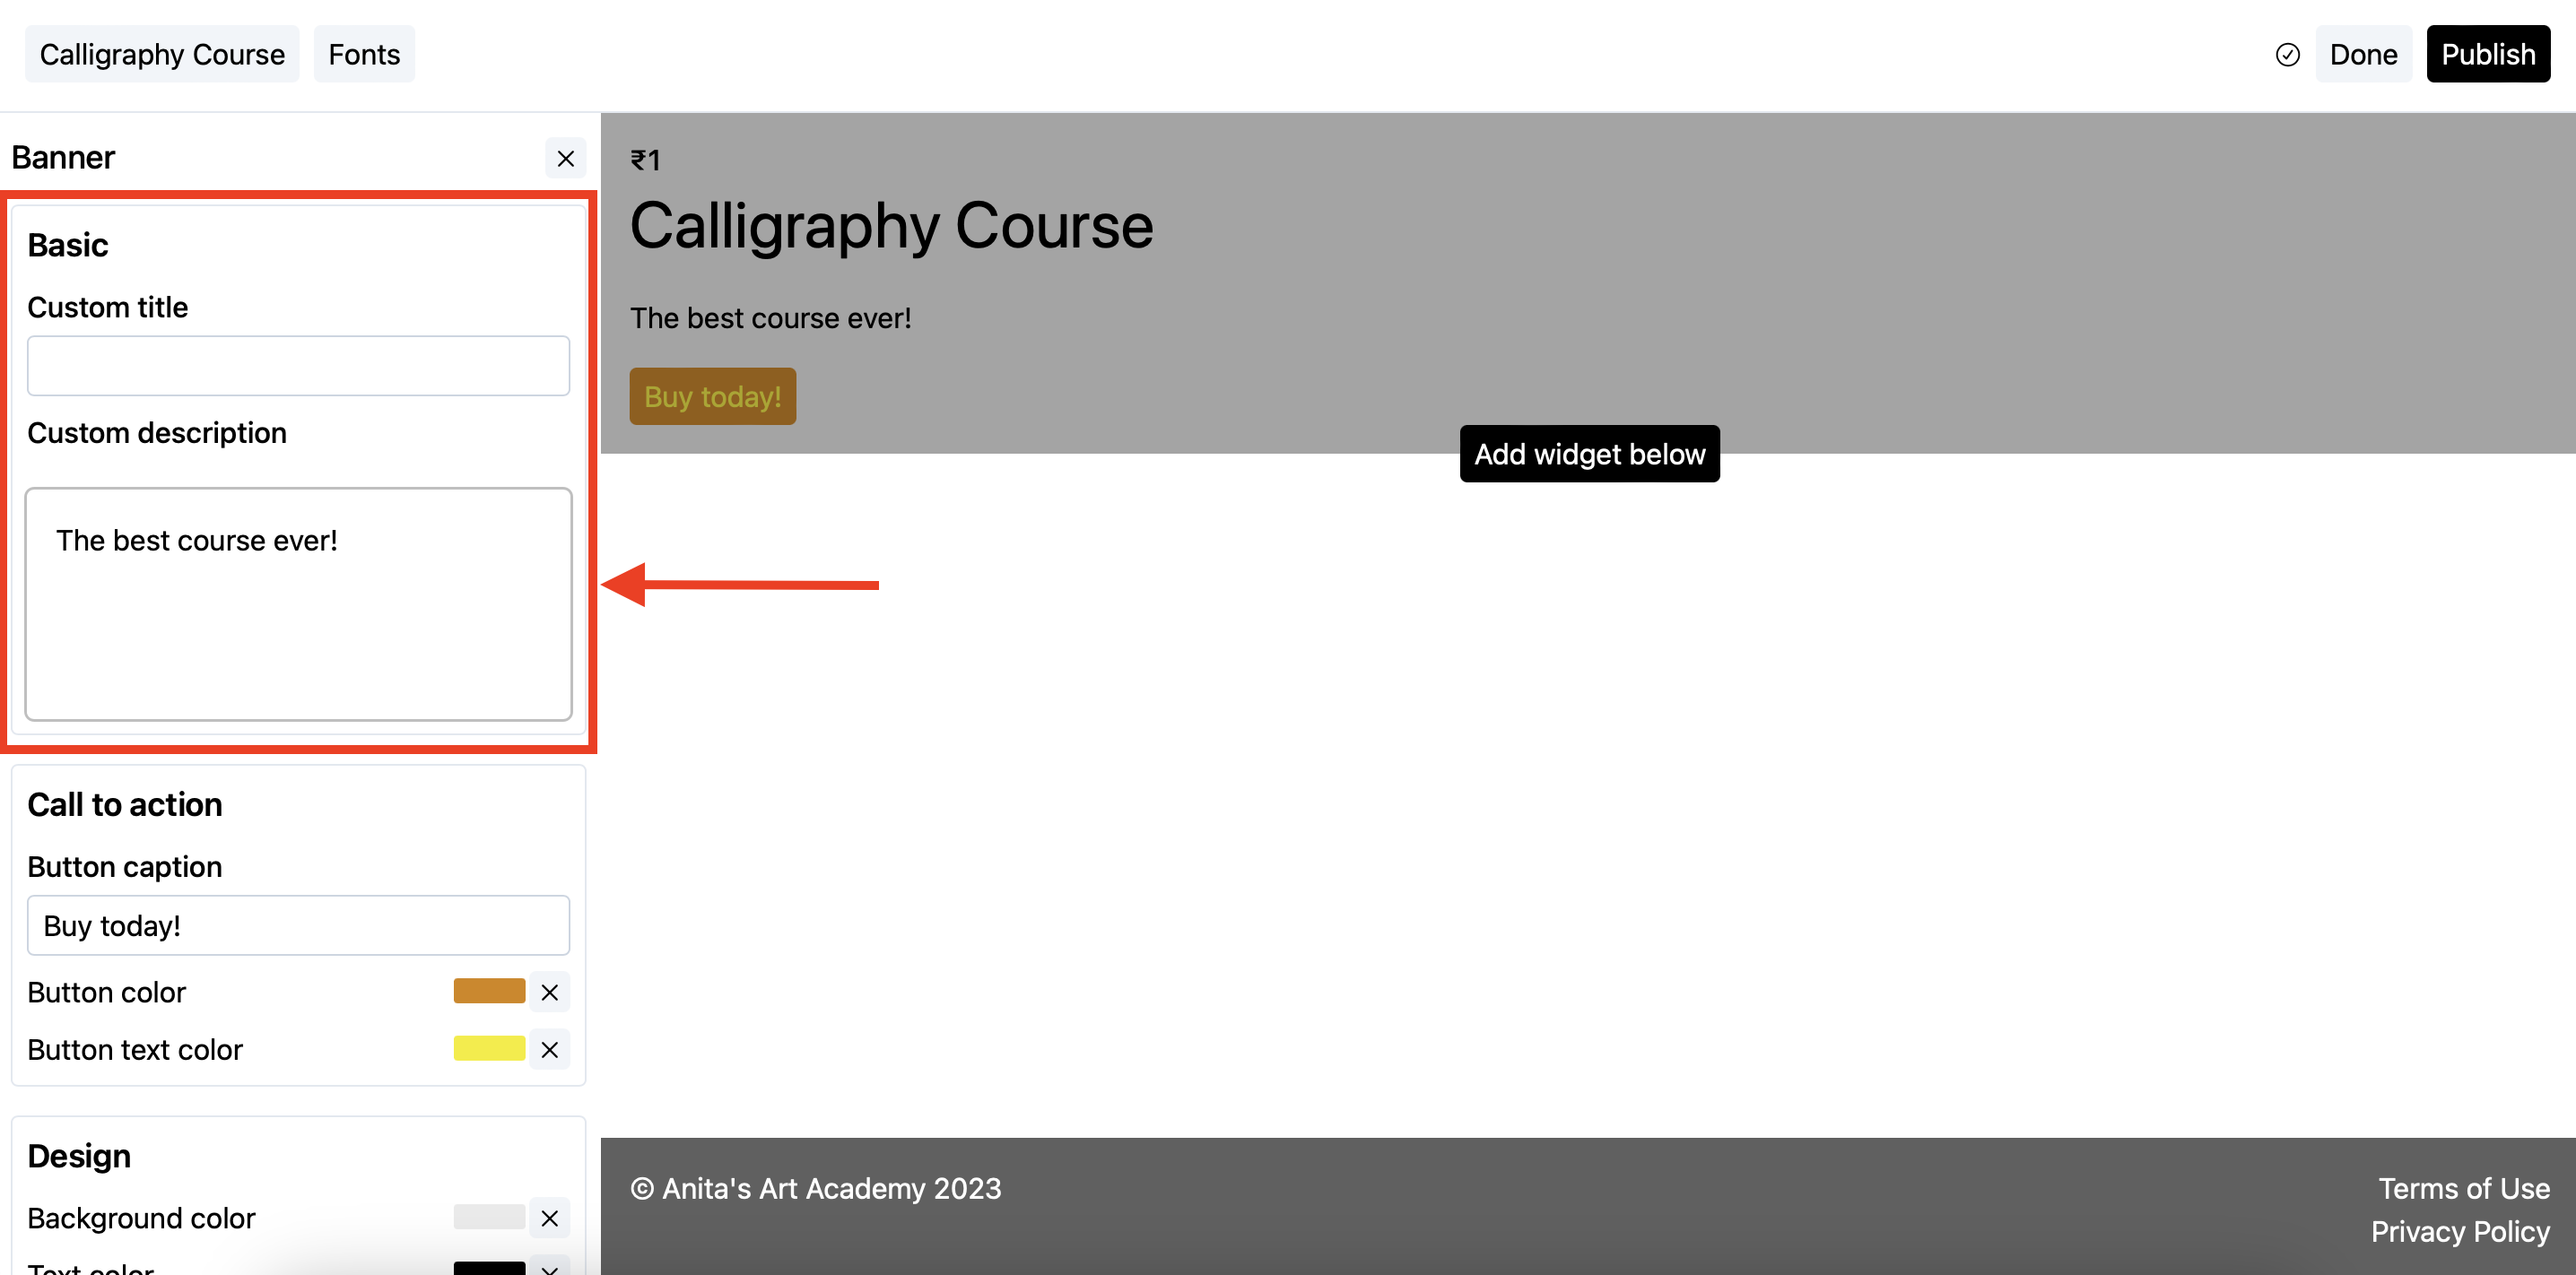 Calligraphy Course Fonts Done Publish
Banner
Basic
Custom title
Custom description
The best course ever!
Call to action
Button caption
Buy today!
Button color
Button text color
Design
Background color
Text color
₹1
Calligraphy Course
The best course ever!
Buy today!
Add widget below
© Anita's Art Academy 2023
Terms of Use
Privacy Policy